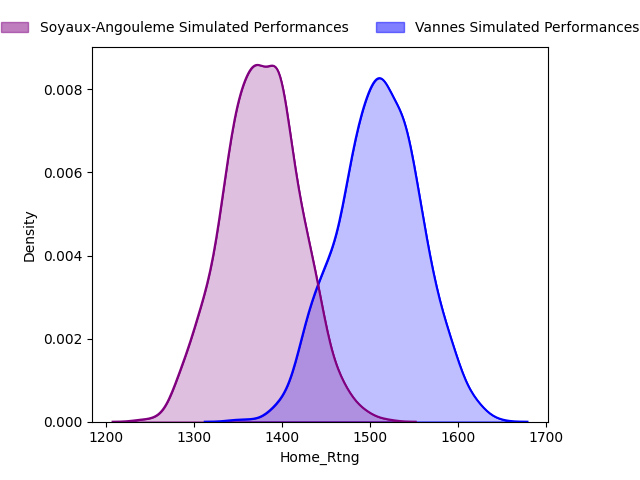 Soyaux-Angouleme Simulated Performances
Vannes Simulated Performances
Density
0.008
0.006
0.004
0.002
0.000
1200 1300 1400 1500 1600 1700
Home_Rtng